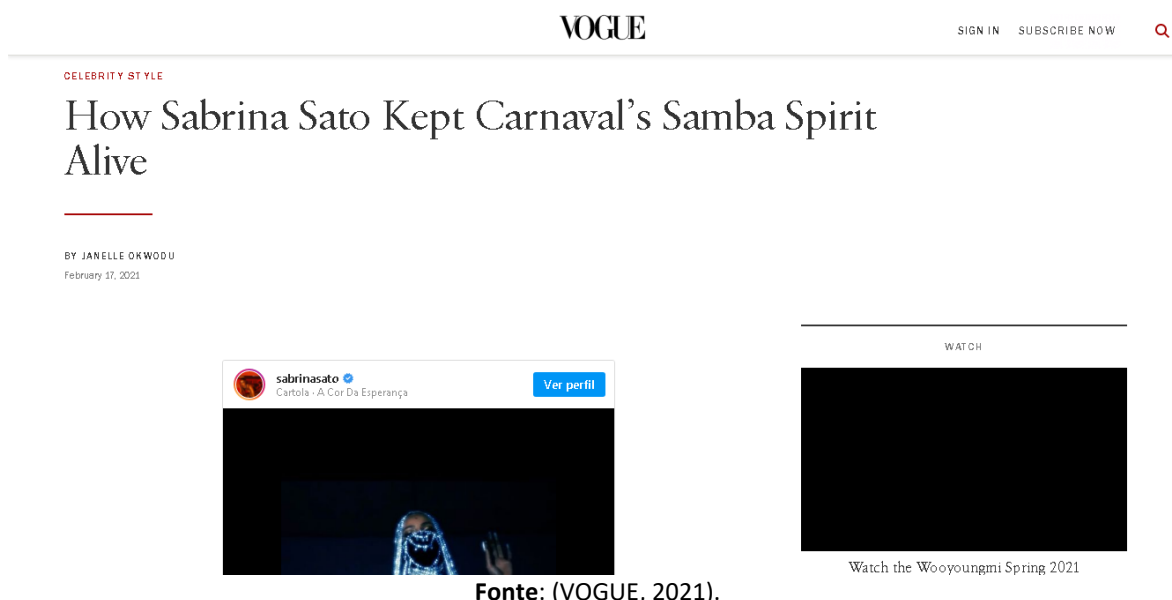 VOGUE
SIGN IN SUBSCRIBE NOW
CELEBRITY STYLE
How Sabrina Sato Kept Carnaval's Samba Spirit
Alive
BY JANELLE OKWODU
February 17, 2021
WATCH
sabrinasato
Cartola · A Cor Da Esperança
Ver perfil
Watch the Wooyoungmi Spring 2021
Fonte: (VOGUE, 2021).